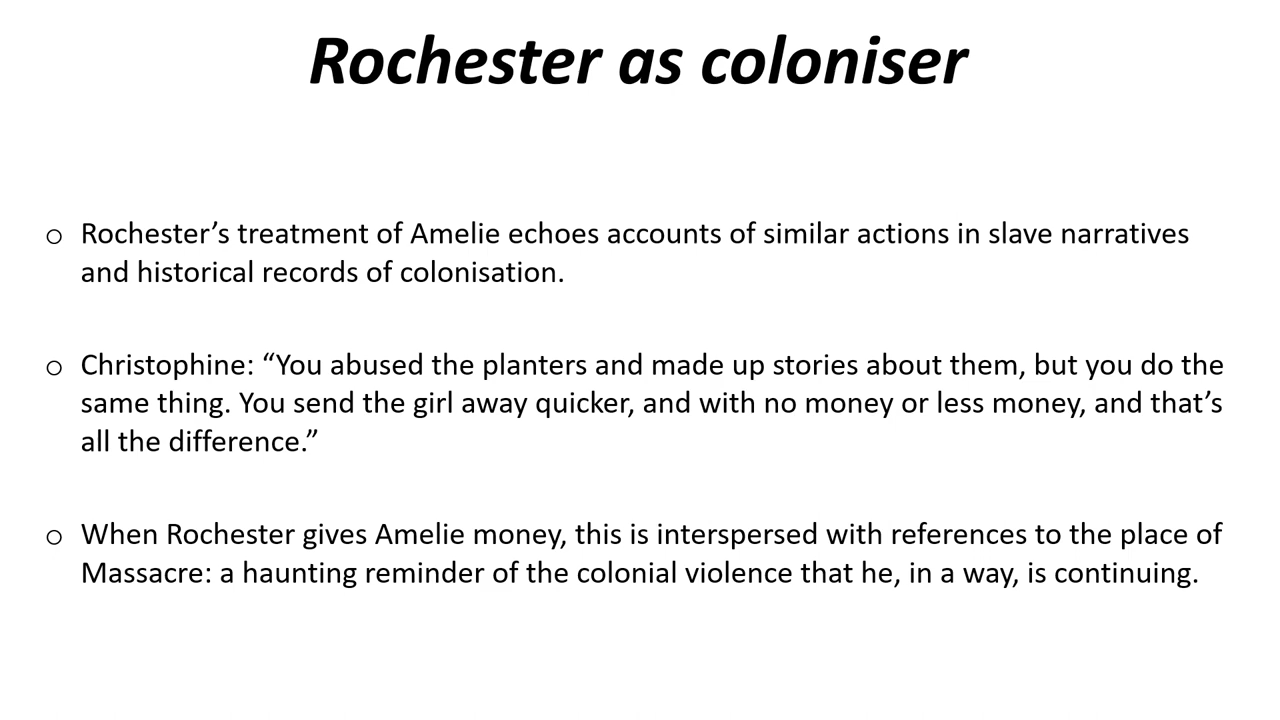 Rochester as coloniser
o Rochester’s treatment of Amelie echoes accounts of similar actions in slave narratives
and historical records of colonisation.
o Christophine: “You abused the planters and made up stories about them, but you do the
same thing. You send the girl away quicker, and with no money or less money, and that’s
all the difference.”
o When Rochester gives Amelie money, this is interspersed with references to the place of
Massacre: a haunting reminder of the colonial violence that he, in a way, is continuing.